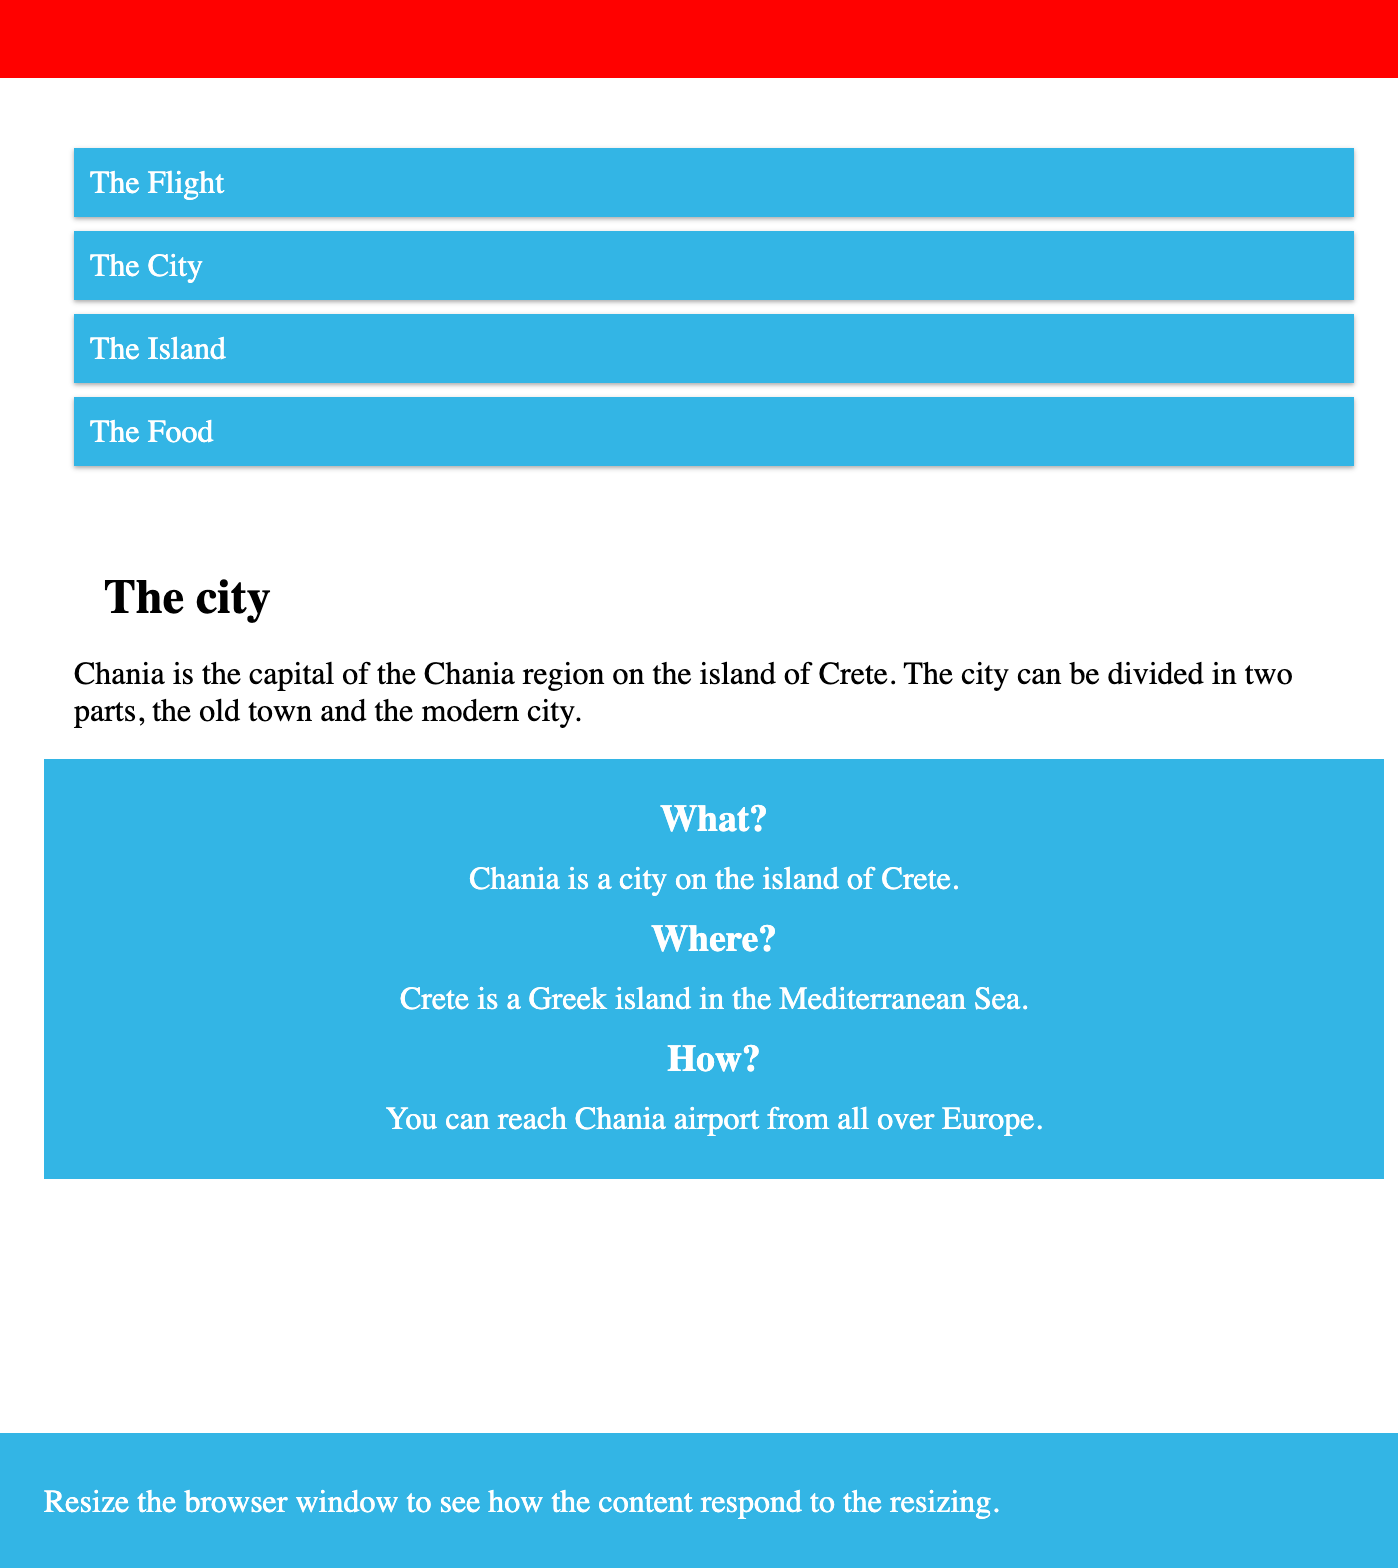 The Flight
The City
The Island
The Food
The city
Chania is the capital of the Chania region on the island of Crete. The city can be divided in two
parts, the old town and the modern city.
What?
Chania is a city on the island of Crete.
Where?
Crete is a Greek island in the Mediterranean Sea.
How?
You can reach Chania airport from all over Europe.
Resize the browser window to see how the content respond to the resizing.